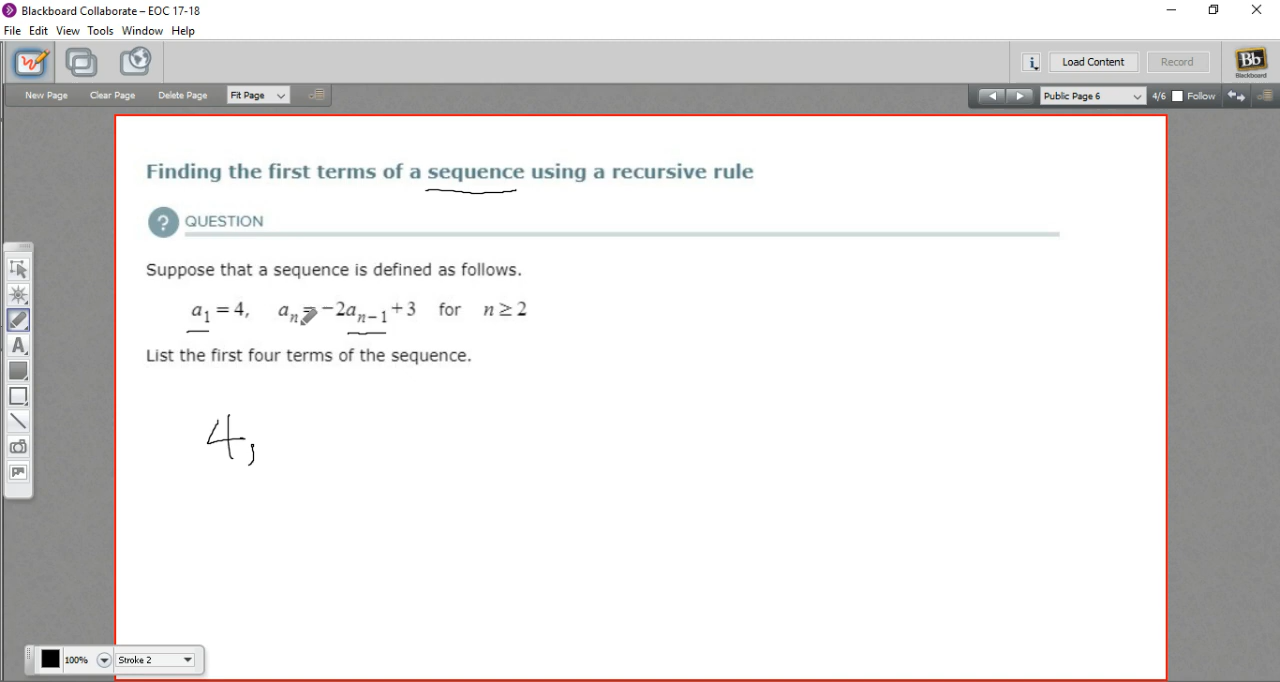 Blackboard Collaborate – EOC 17-18
File Edit View Tools Window Help
Load Content Record Bb Blackboard
New Page Clear Page Delete Page Fit Page Public Page 6 4/6 Follow
Finding the first terms of a sequence using a recursive rule
? QUESTION
Suppose that a sequence is defined as follows.
a₁ = 4, aₙ = −2aₙ₋₁ + 3 for n ≥ 2
List the first four terms of the sequence.
4,
100% Stroke 2